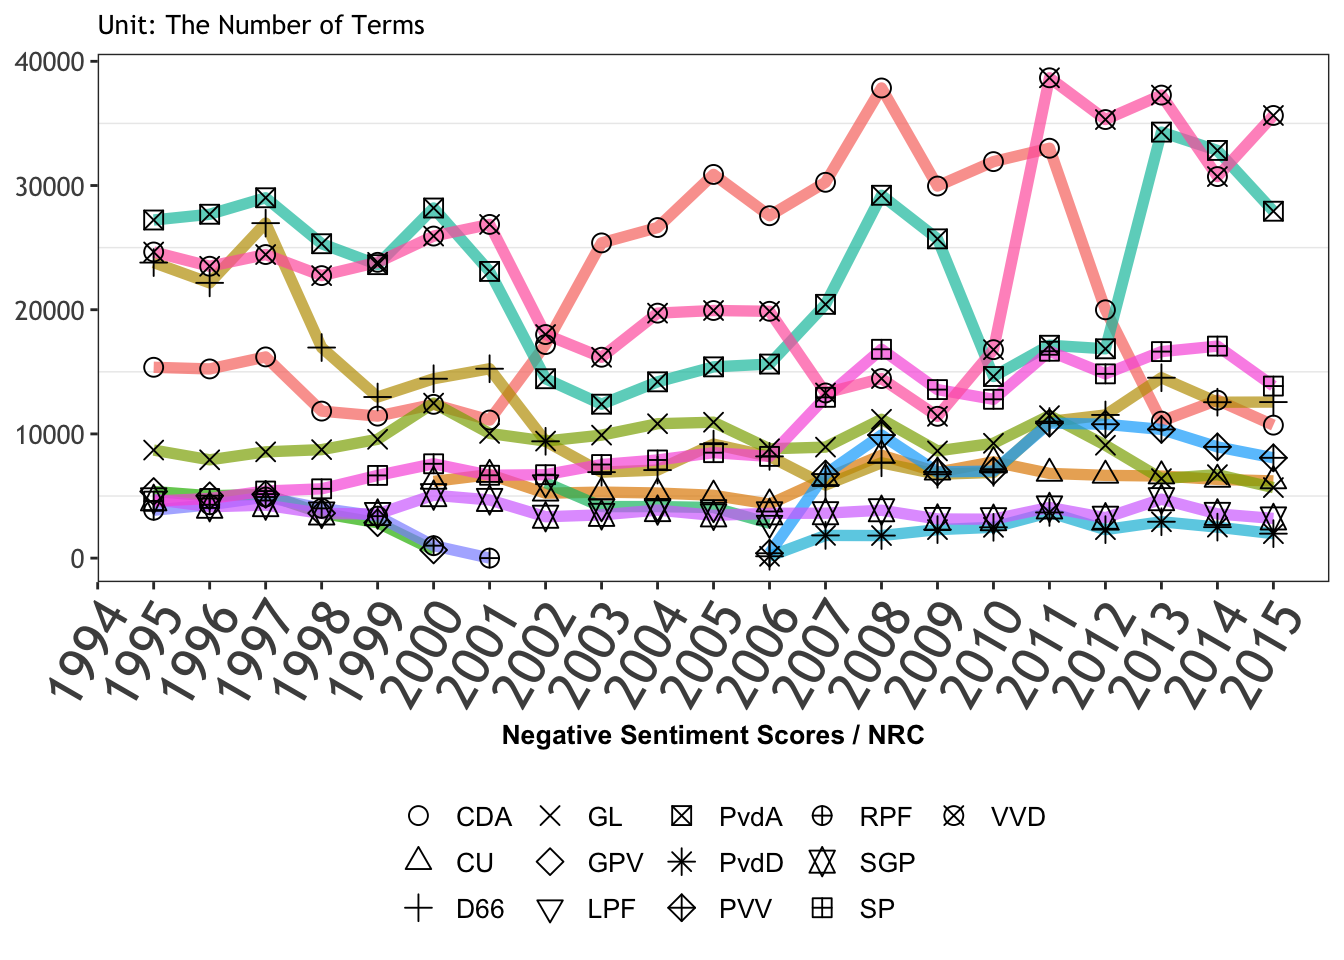 Unit: The Number of Terms
40000
30000
20000
10000
0
1994 1995 1996 1997 1998 1999 2000 2001 2002 2003 2004 2005 2006 2007 2008 2009 2010 2011 2012 2013 2014 2015
Negative Sentiment Scores / NRC
CDA GL PvdA RPF VVD
CU GPV PvdD SGP
D66 LPF PVV SP